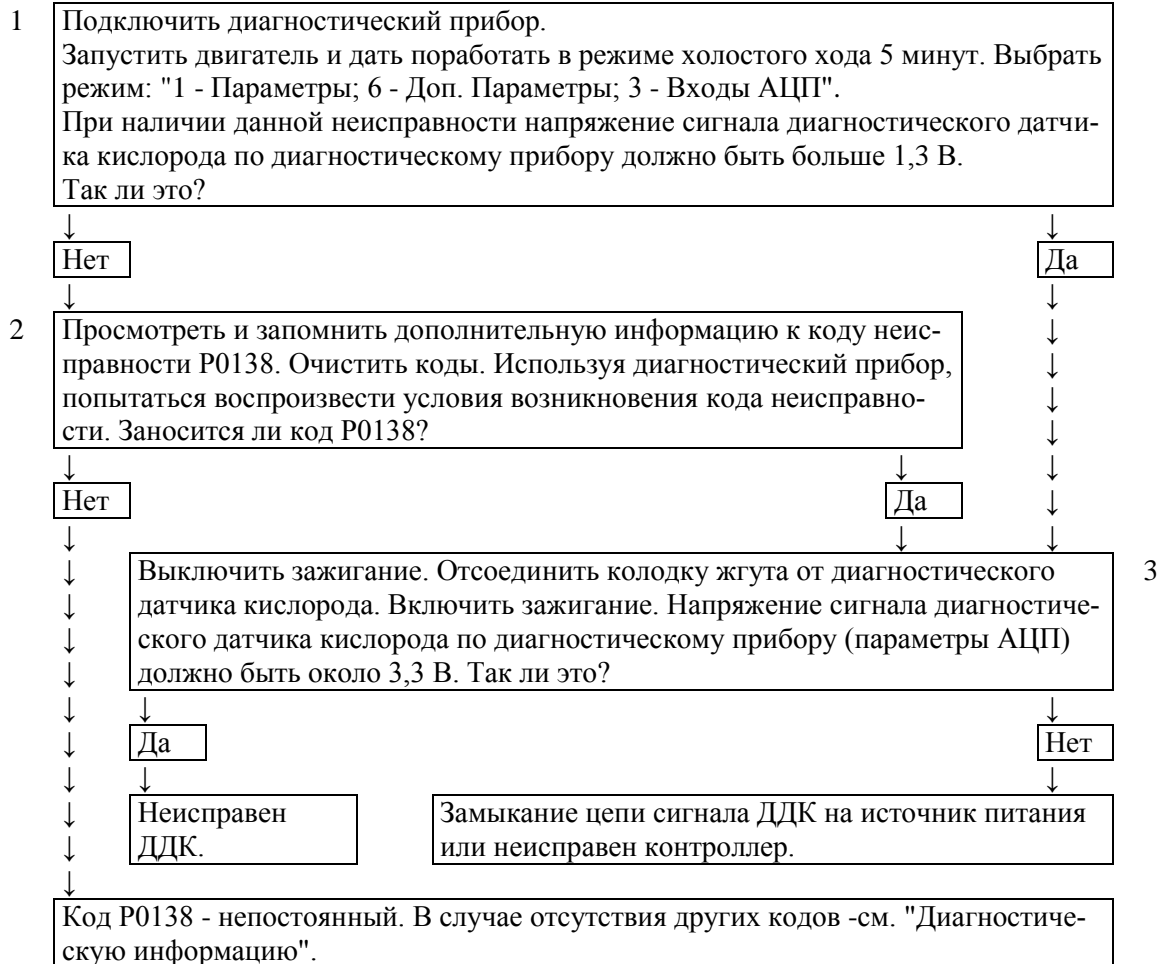 1 Подключить диагностический прибор.
Запустить двигатель и дать поработать в режиме холостого хода 5 минут. Выбрать
режим: "1 - Параметры; 6 - Доп. Параметры; 3 - Входы АЦП".
При наличии данной неисправности напряжение сигнала диагностического датчи-
ка кислорода по диагностическому прибору должно быть больше 1,3 В.
Так ли это?
↓ ↓
Нет Да
↓ ↓
2 Просмотреть и запомнить дополнительную информацию к коду неис- ↓
правности Р0138. Очистить коды. Используя диагностический прибор, ↓
попытаться воспроизвести условия возникновения кода неисправно- ↓
сти. Заносится ли код Р0138? ↓
↓ ↓ ↓
Нет Да ↓
↓ ↓ ↓
↓ Выключить зажигание. Отсоединить колодку жгута от диагностического 3
↓ датчика кислорода. Включить зажигание. Напряжение сигнала диагностиче-
↓ ского датчика кислорода по диагностическому прибору (параметры АЦП)
↓ должно быть около 3,3 В. Так ли это?
↓ ↓ ↓
↓ Да Нет
↓ ↓ ↓
↓ Неисправен Замыкание цепи сигнала ДДК на источник питания
↓ ДДК. или неисправен контроллер.
↓
Код Р0138 - непостоянный. В случае отсутствия других кодов -см. "Диагностиче-
скую информацию".